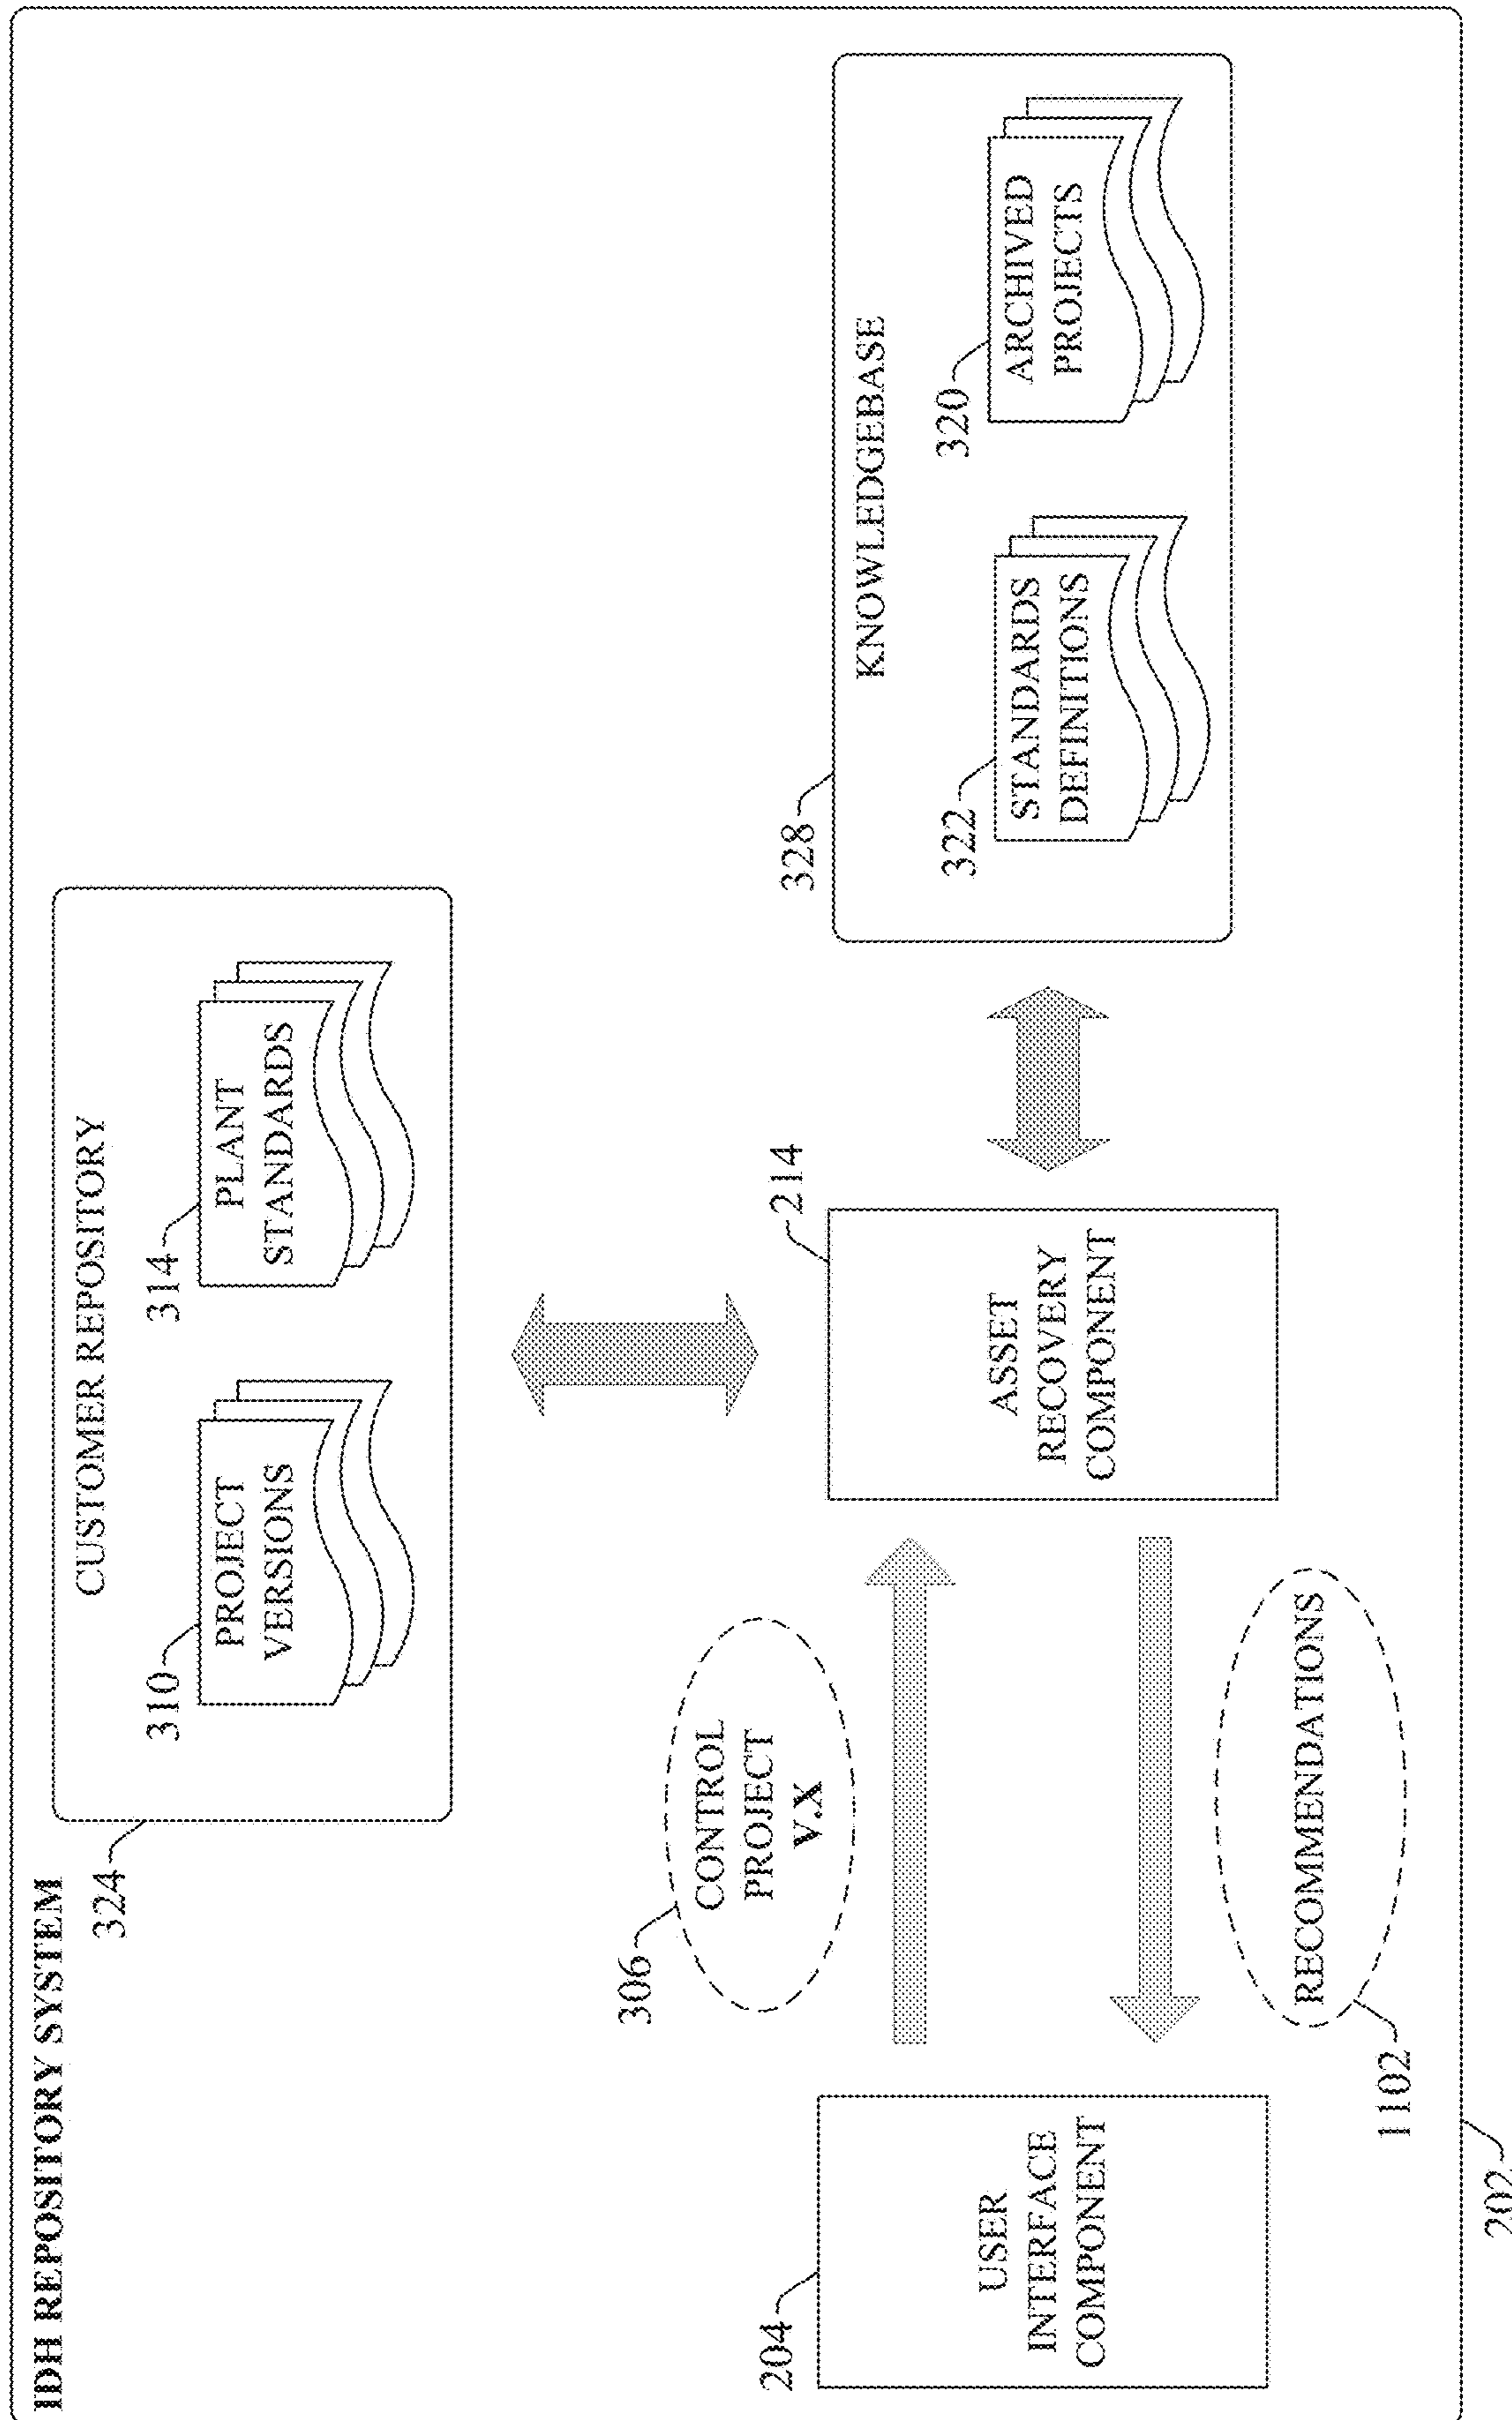 IDH REPOSITORY SYSTEM
324
CUSTOMER REPOSITORY
310
PROJECT
VERSIONS
314
PLANT
STANDARDS
306
CONTROL
PROJECT
V.X
204
USER
INTERFACE
COMPONENT
214
ASSET
RECOVERY
COMPONENT
RECOMMENDATIONS
1102
328
KNOWLEDGEBASE
322
STANDARDS
DEFINITIONS
320
ARCHIVED
PROJECTS
202